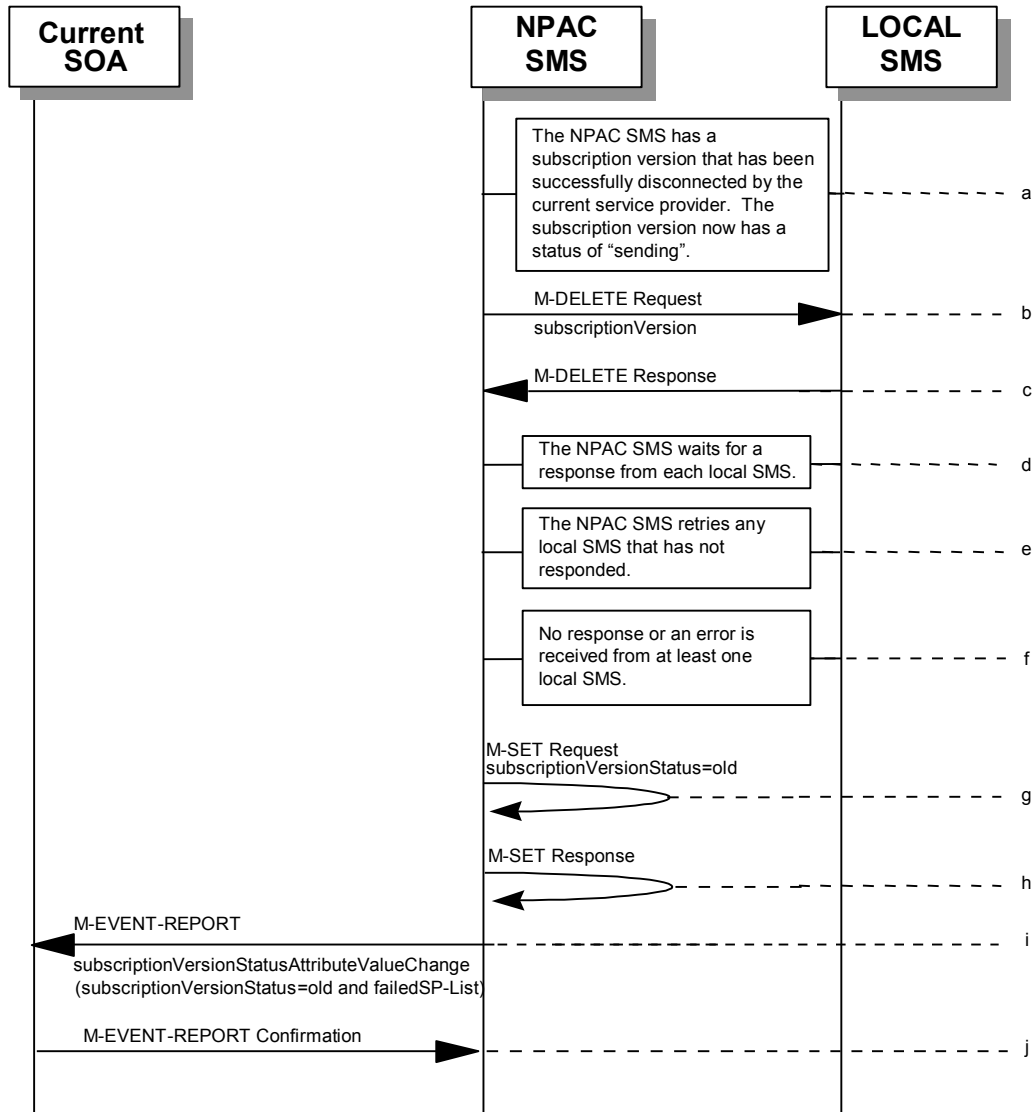 Current
SOA
NPAC
SMS
LOCAL
SMS
The NPAC SMS has a
subscription version that has been
successfully disconnected by the
current service provider.  The
subscription version now has a
status of “sending”.
a
M-DELETE Request
subscriptionVersion
b
M-DELETE Response
c
The NPAC SMS waits for a
response from each local SMS.
d
The NPAC SMS retries any
local SMS that has not
responded.
e
No response or an error is
received from at least one
local SMS.
f
M-SET Request
subscriptionVersionStatus=old
g
M-SET Response
h
M-EVENT-REPORT
i
subscriptionVersionStatusAttributeValueChange
(subscriptionVersionStatus=old and failedSP-List)
M-EVENT-REPORT Confirmation
j